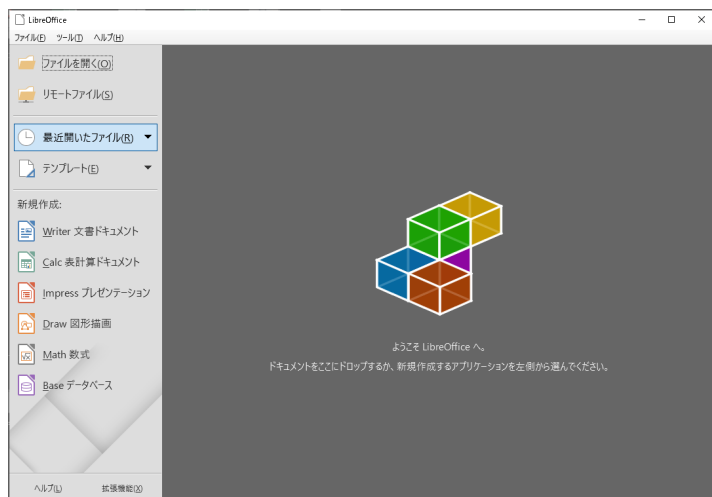 LibreOffice
ファイル(F) ツール(T) ヘルプ(H)
ファイルを開く(O)
リモートファイル(S)
最近開いたファイル(R)
テンプレート(E)
新規作成:
Writer 文書ドキュメント
Calc 表計算ドキュメント
Impress プレゼンテーション
Draw 図形描画
Math 数式
Base データベース
ヘルプ(L) 拡張機能(X)
ようこそ LibreOffice へ。
ドキュメントをここにドロップするか、新規作成するアプリケーションを左側から選んでください。